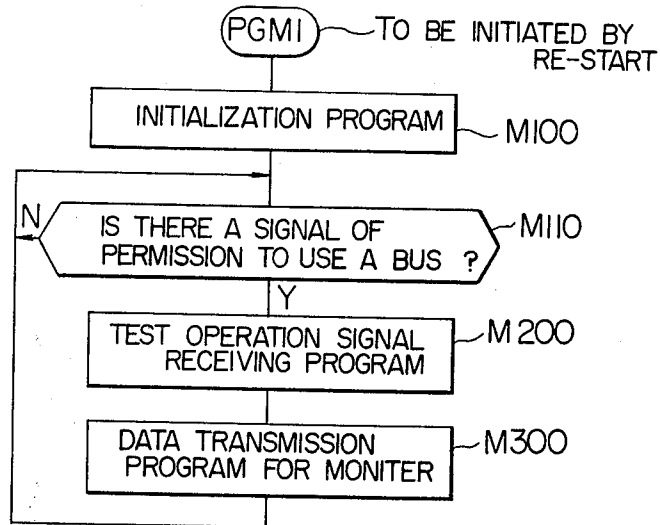 PGM1 TO BE INITIATED BY
RE-START
INITIALIZATION PROGRAM
M100
N
IS THERE A SIGNAL OF
PERMISSION TO USE A BUS ?
M110
Y
TEST OPERATION SIGNAL
RECEIVING PROGRAM
M200
DATA TRANSMISSION
PROGRAM FOR MONITER
M300